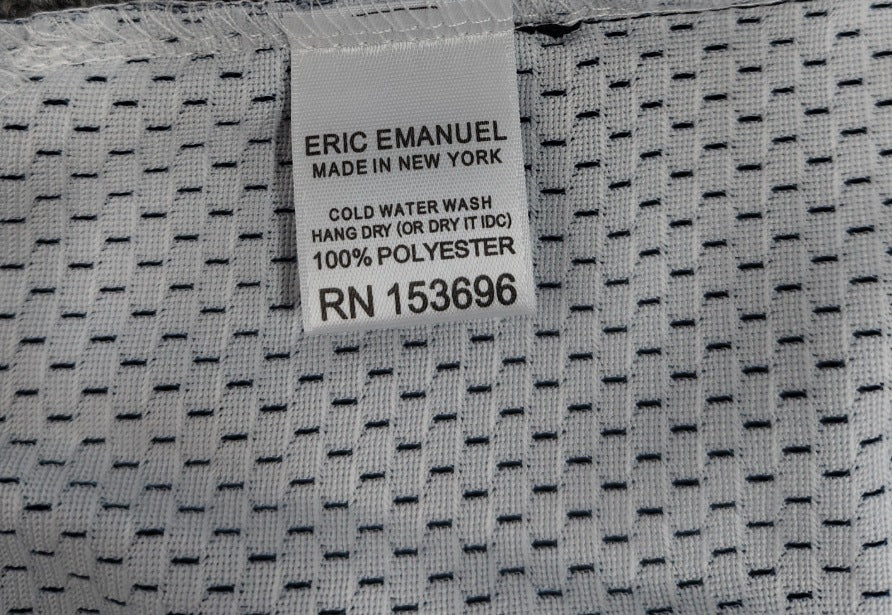 ERIC EMANUEL
MADE IN NEW YORK
COLD WATER WASH
HANG DRY (OR DRY IT IDC)
100% POLYESTER
RN 153696